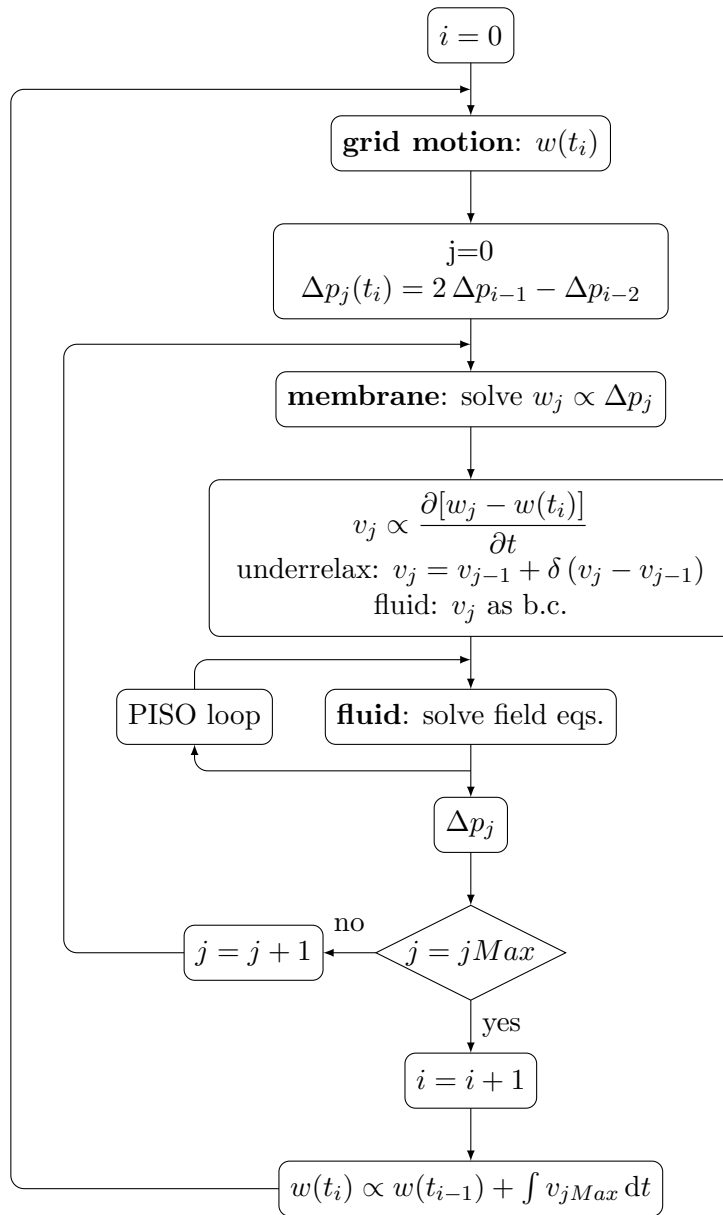 i = 0
grid motion: w(t_i)
j=0
Δp_j(t_i) = 2 Δp_{i−1} − Δp_{i−2}
membrane: solve w_j ∝ Δp_j
v_j ∝ ∂[w_j − w(t_i)] / ∂t
underrelax: v_j = v_{j−1} + δ (v_j − v_{j−1})
fluid: v_j as b.c.
PISO loop
fluid: solve field eqs.
Δp_j
j = j + 1
no
j = jMax
yes
i = i + 1
w(t_i) ∝ w(t_{i−1}) + ∫ v_{jMax} dt